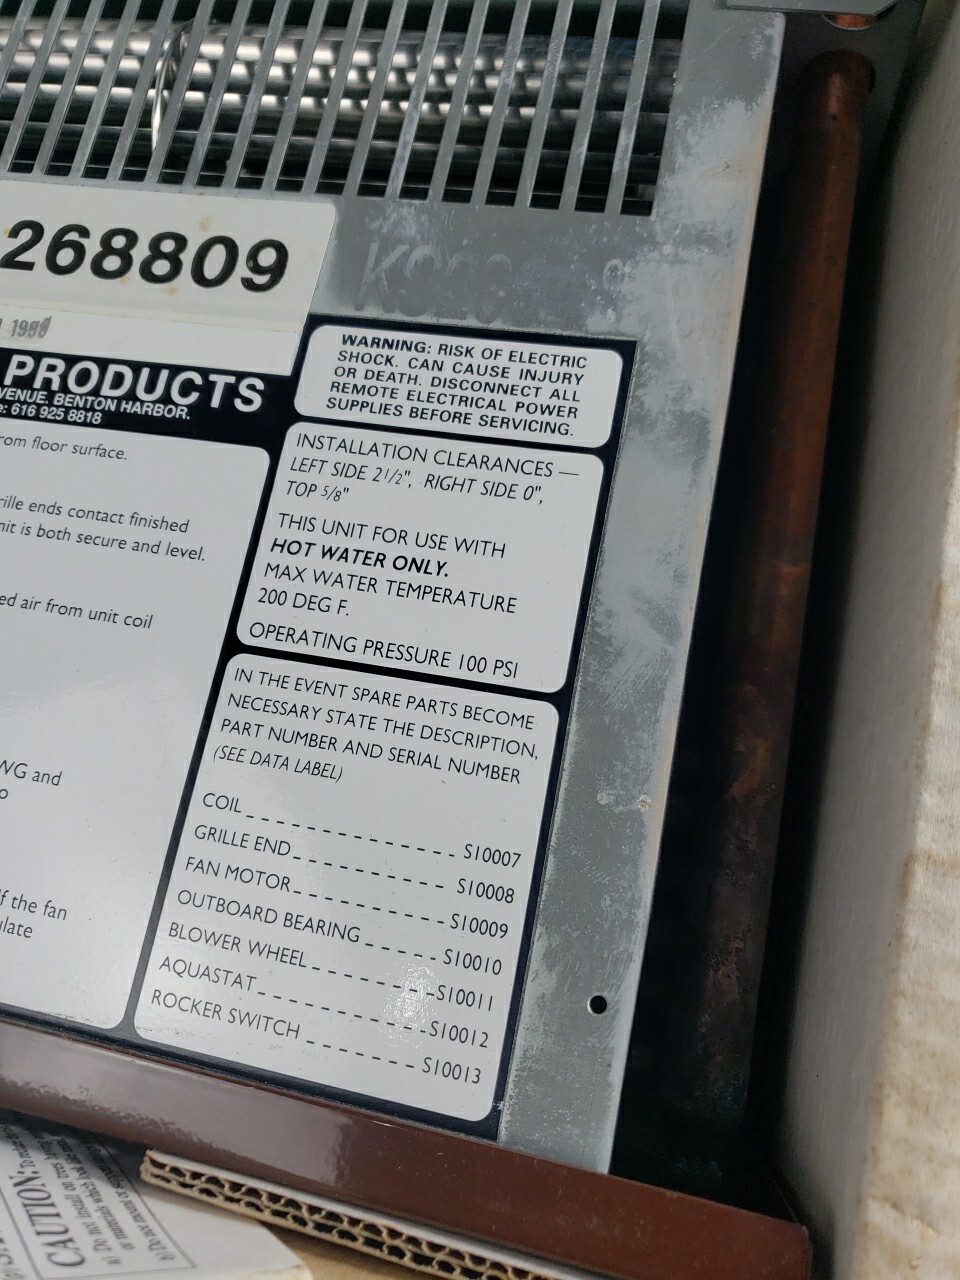 268809
PRODUCTS
VENUE. BENTON HARBOR.
616 925 8818
WARNING: RISK OF ELECTRIC
SHOCK. CAN CAUSE INJURY
OR DEATH. DISCONNECT ALL
REMOTE ELECTRICAL POWER
SUPPLIES BEFORE SERVICING.
rom floor surface.
rille ends contact finished
nit is both secure and level.
ed air from unit coil
WG and
o
If the fan
ulate
INSTALLATION CLEARANCES —
LEFT SIDE 2 1/2", RIGHT SIDE 0",
TOP 5/8"
THIS UNIT FOR USE WITH
HOT WATER ONLY.
MAX WATER TEMPERATURE
200 DEG F.
OPERATING PRESSURE 100 PSI
IN THE EVENT SPARE PARTS BECOME
NECESSARY STATE THE DESCRIPTION,
PART NUMBER AND SERIAL NUMBER
(SEE DATA LABEL)
COIL S10007
GRILLE END S10008
FAN MOTOR S10009
OUTBOARD BEARING S10010
BLOWER WHEEL S10011
AQUASTAT S10012
ROCKER SWITCH S10013
CAUTION: